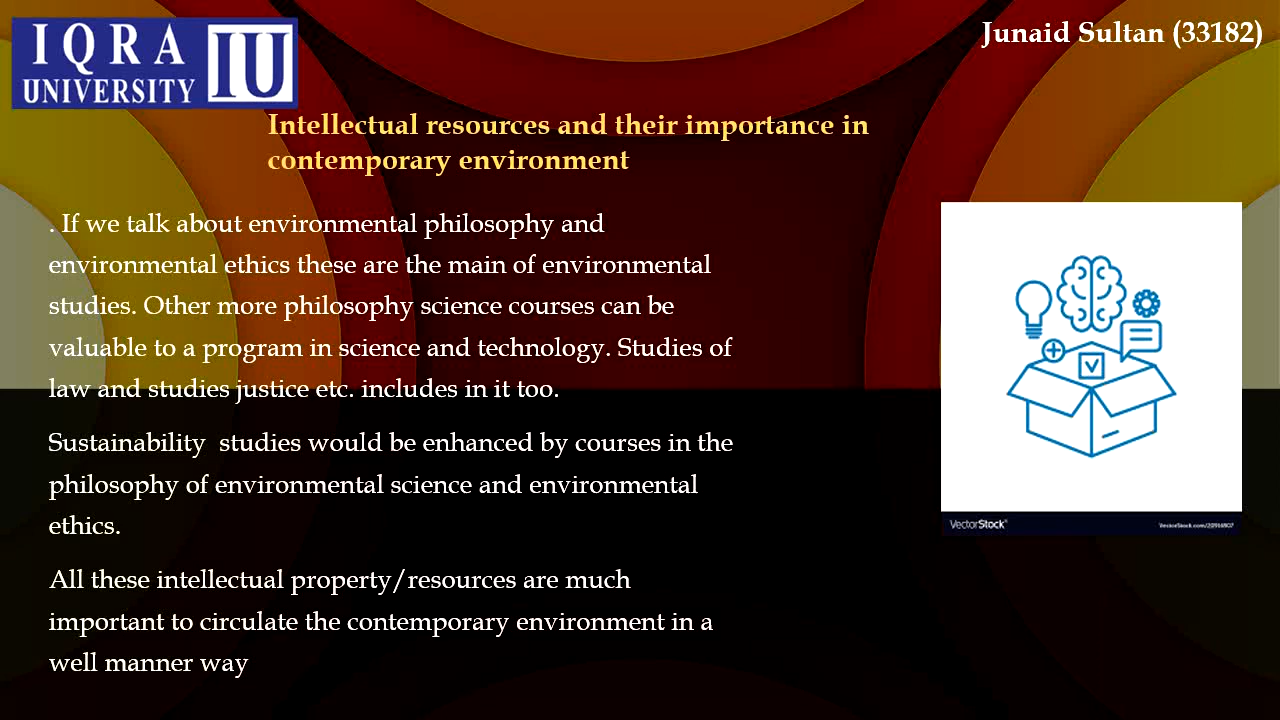 IQRA
UNIVERSITY
IU
Junaid Sultan (33182)
Intellectual resources and their importance in
contemporary environment
. If we talk about environmental philosophy and
environmental ethics these are the main of environmental
studies. Other more philosophy science courses can be
valuable to a program in science and technology. Studies of
law and studies justice etc. includes in it too.
Sustainability  studies would be enhanced by courses in the
philosophy of environmental science and environmental
ethics.
All these intellectual property/resources are much
important to circulate the contemporary environment in a
well manner way
VectorStock®